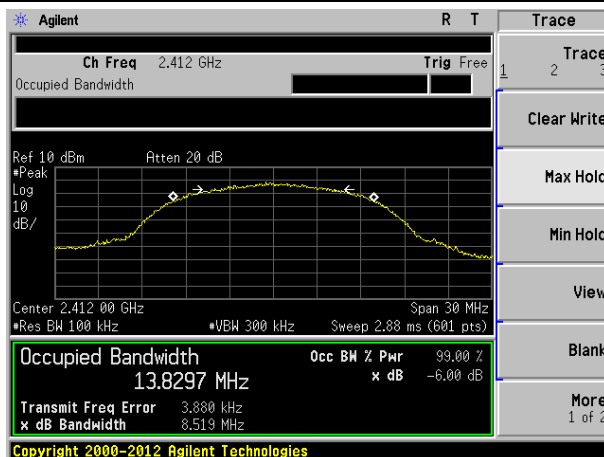 Agilent R T Trace
Ch Freq 2.412 GHz Trig Free
Occupied Bandwidth
Trace
1 2 3
Clear Write
Max Hold
Min Hold
View
Blank
More
1 of 2
Ref 10 dBm Atten 20 dB
#Peak
Log
10
dB/
Center 2.412 00 GHz Span 30 MHz
#Res BW 100 kHz #VBW 300 kHz Sweep 2.88 ms (601 pts)
Occupied Bandwidth Occ BW % Pwr 99.00 %
13.8297 MHz x dB -6.00 dB
Transmit Freq Error 3.880 kHz
x dB Bandwidth 8.519 MHz
Copyright 2000-2012 Agilent Technologies